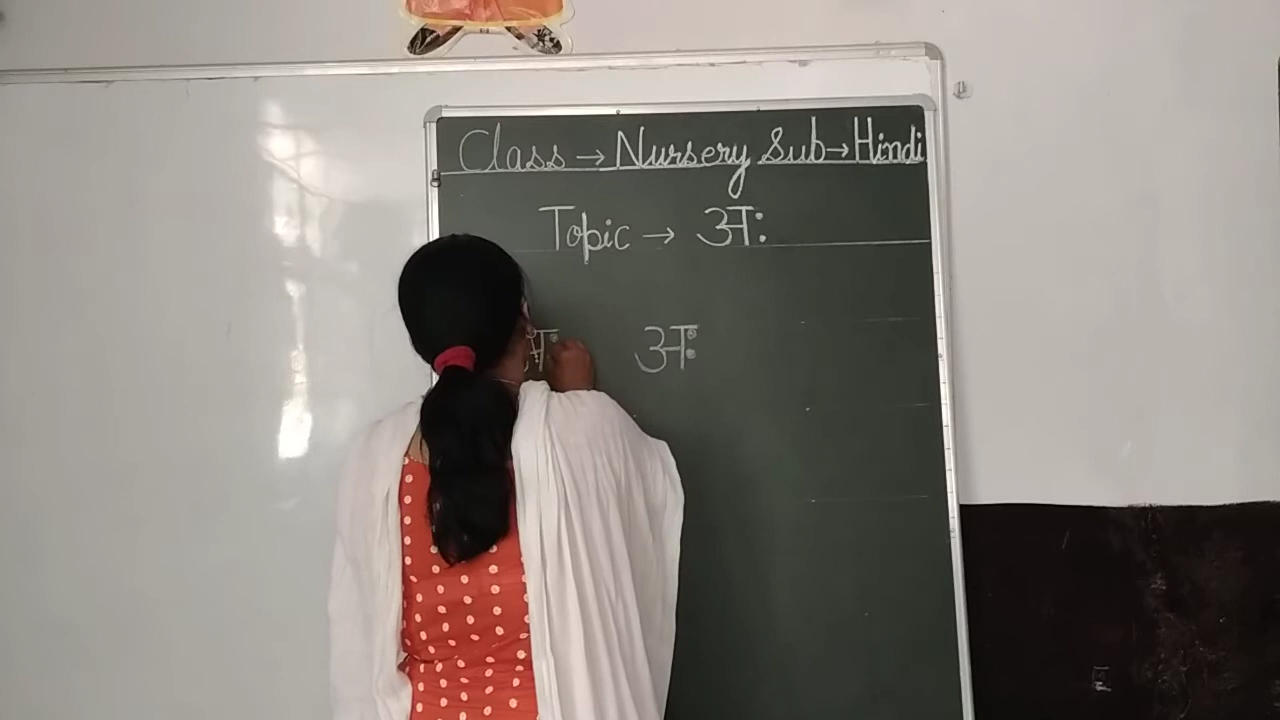 Class → Nursery Sub → Hindi
Topic → अः
अः अः